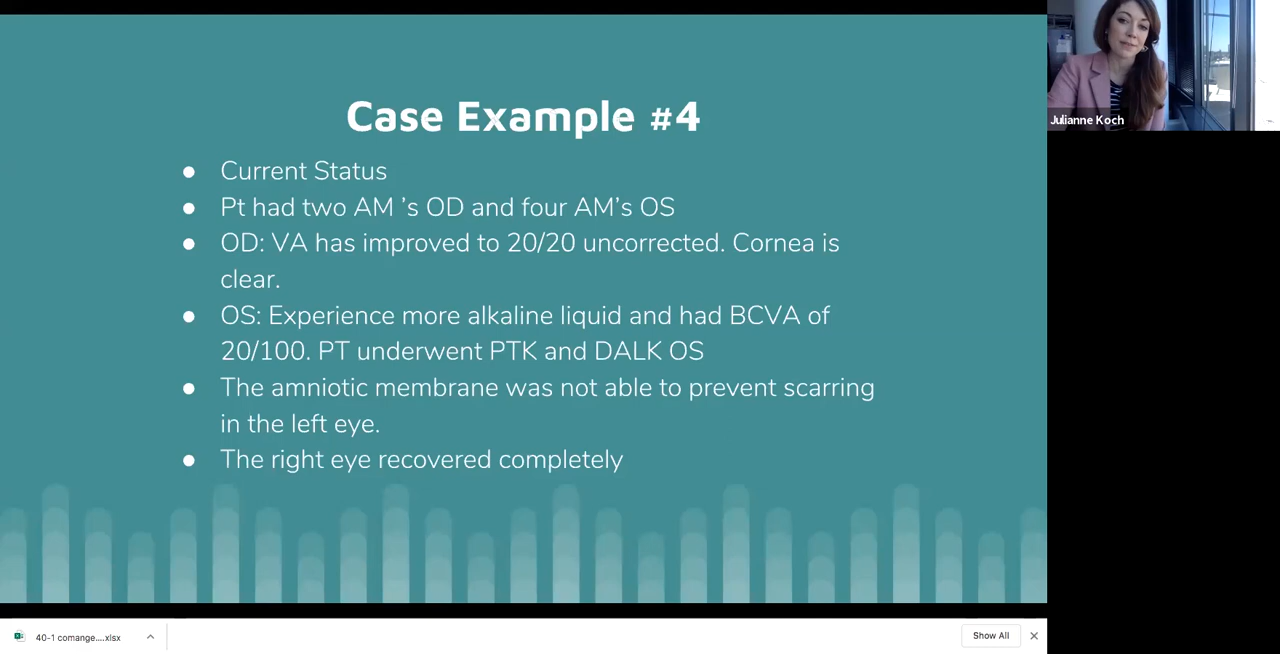 Case Example #4
Current Status
Pt had two AM 's OD and four AM's OS
OD: VA has improved to 20/20 uncorrected. Cornea is
clear.
OS: Experience more alkaline liquid and had BCVA of
20/100. PT underwent PTK and DALK OS
The amniotic membrane was not able to prevent scarring
in the left eye.
The right eye recovered completely
Julianne Koch
40-1 comange....xlsx
Show All